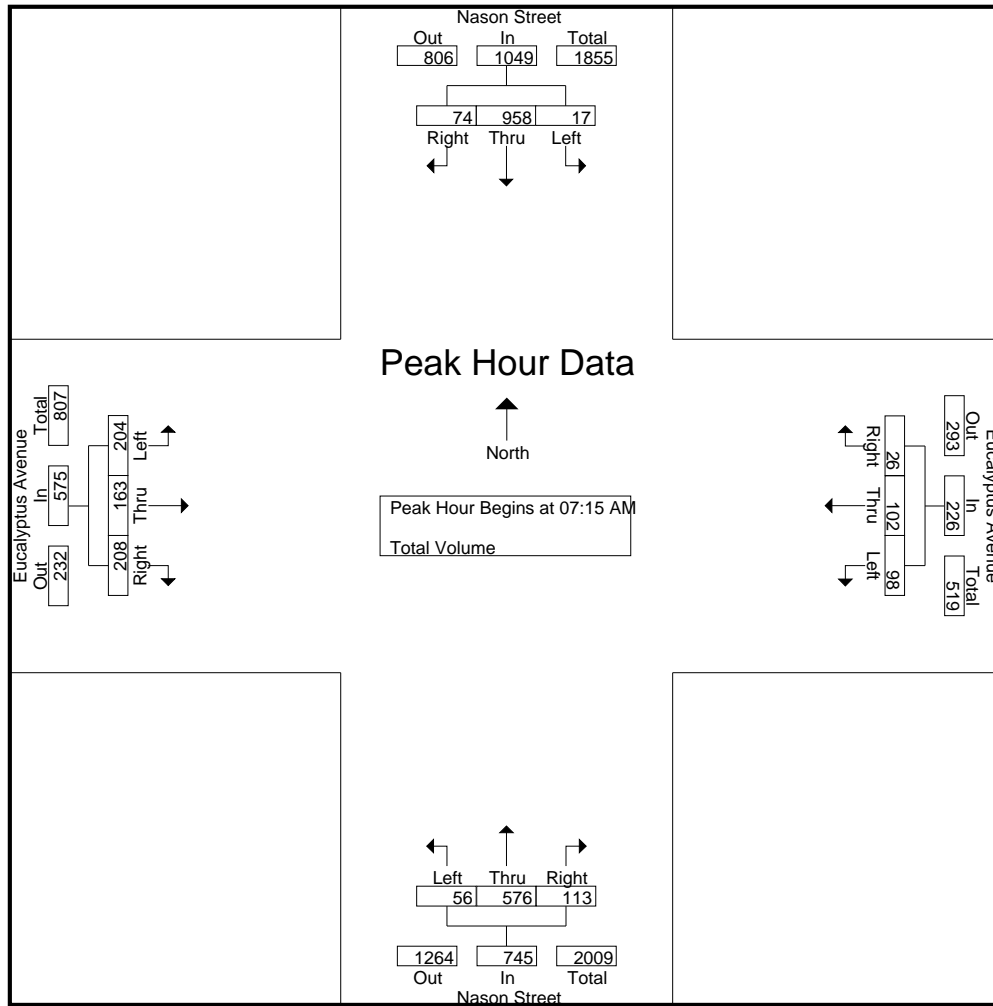 Nason Street
Out In Total
806 1049 1855
74 958 17
Right Thru Left
Peak Hour Data
North
Peak Hour Begins at 07:15 AM
Total Volume
Eucalyptus Avenue
Out In Total
232 575 807
204 163 208
Left Thru Right
Eucalyptus Avenue
Out In Total
293 226 519
26 102 98
Right Thru Left
Left Thru Right
56 576 113
1264 745 2009
Out In Total
Nason Street